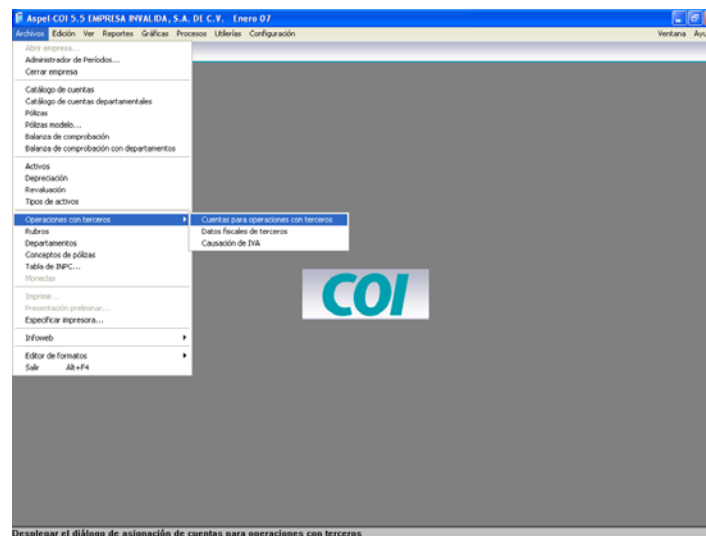 Aspel-COI 5.5 EMPRESA INVALIDA, S.A. DE C.V. Enero 07
Archivos Edición Ver Reportes Gráficas Procesos Utilerías Configuración Ventana Ayu
Abrir empresa...
Administrador de Períodos...
Cerrar empresa
Catálogo de cuentas
Catálogo de cuentas departamentales
Pólizas
Pólizas modelo...
Balanza de comprobación
Balanza de comprobación con departamentos
Activos
Depreciación
Revaluación
Tipos de activos
Operaciones con terceros
Cuentas para operaciones con terceros
Datos fiscales de terceros
Causación de IVA
Rubros
Departamentos
Conceptos de pólizas
Tabla de INPC...
Monedas
Imprimir...
Presentación preliminar...
Especificar impresora...
Infoweb
Editor de formatos
Salir Alt+F4
COI
Desplegar el diálogo de asignación de cuentas para operaciones con terceros